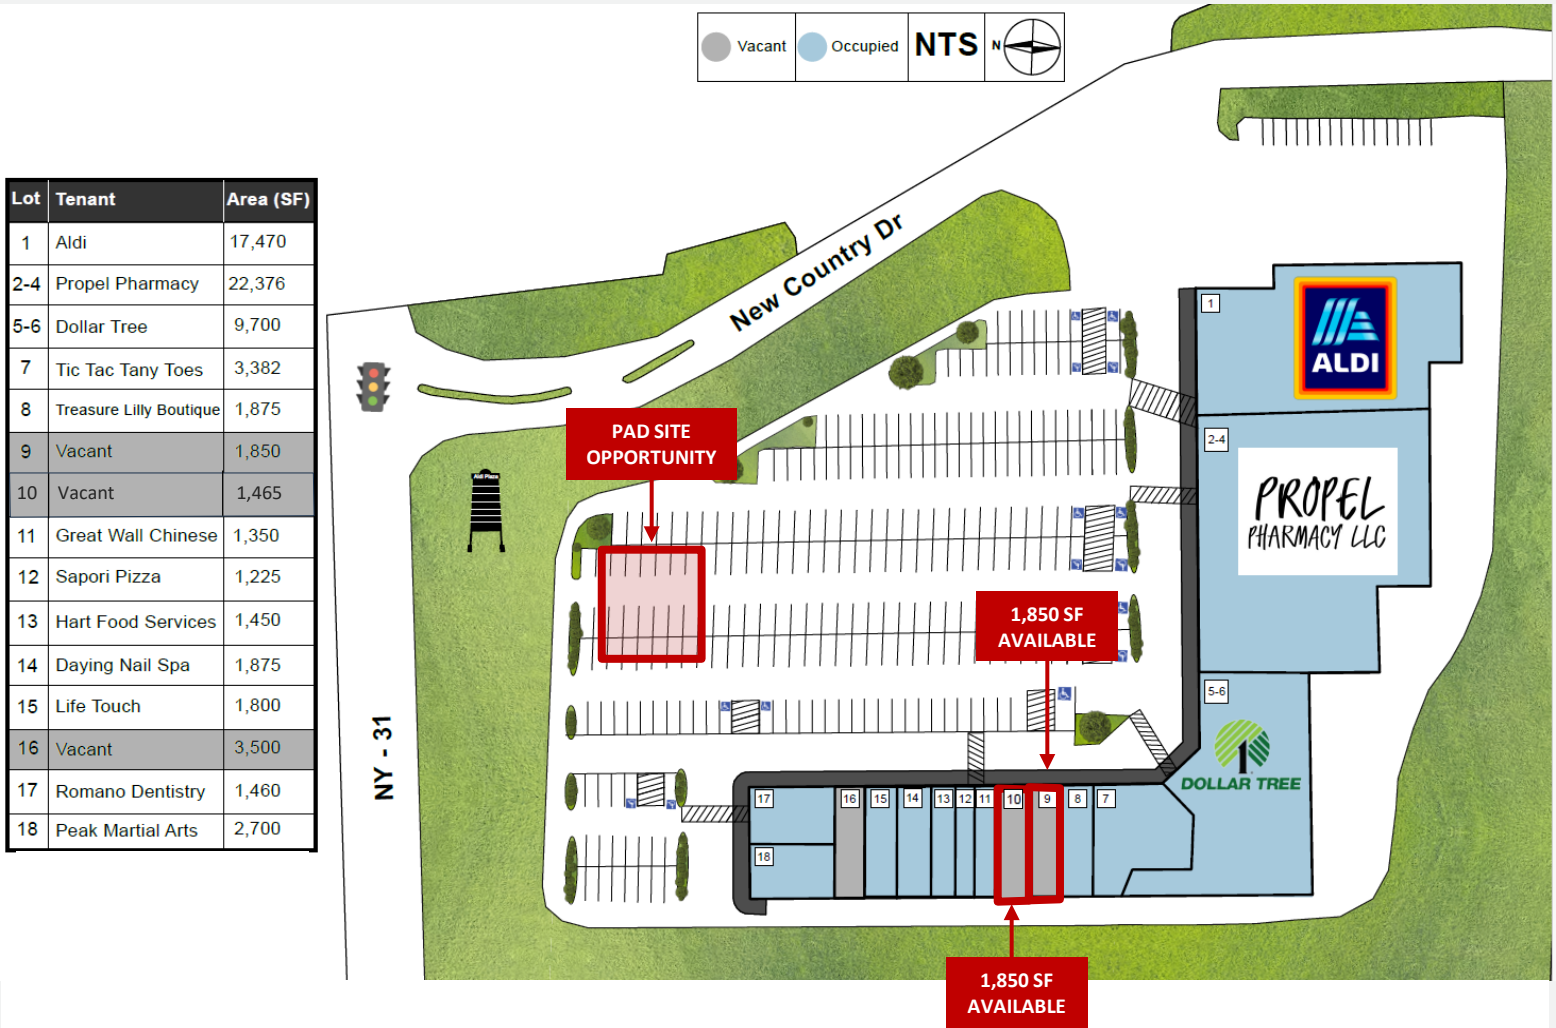 Vacant Occupied NTS N
Lot Tenant Area (SF)
1 Aldi 17,470
2-4 Propel Pharmacy 22,376
5-6 Dollar Tree 9,700
7 Tic Tac Tany Toes 3,382
8 Treasure Lilly Boutique 1,875
9 Vacant 1,850
10 Vacant 1,465
11 Great Wall Chinese 1,350
12 Sapori Pizza 1,225
13 Hart Food Services 1,450
14 Daying Nail Spa 1,875
15 Life Touch 1,800
16 Vacant 3,500
17 Romano Dentistry 1,460
18 Peak Martial Arts 2,700
New Country Dr
NY - 31
Aldi Plaza
PAD SITE
OPPORTUNITY
1
ALDI
2-4
PROPEL
PHARMACY LLC
1,850 SF
AVAILABLE
5-6
1
DOLLAR TREE
17 16 15 14 13 12 11 10 9 8 7
18
1,850 SF
AVAILABLE